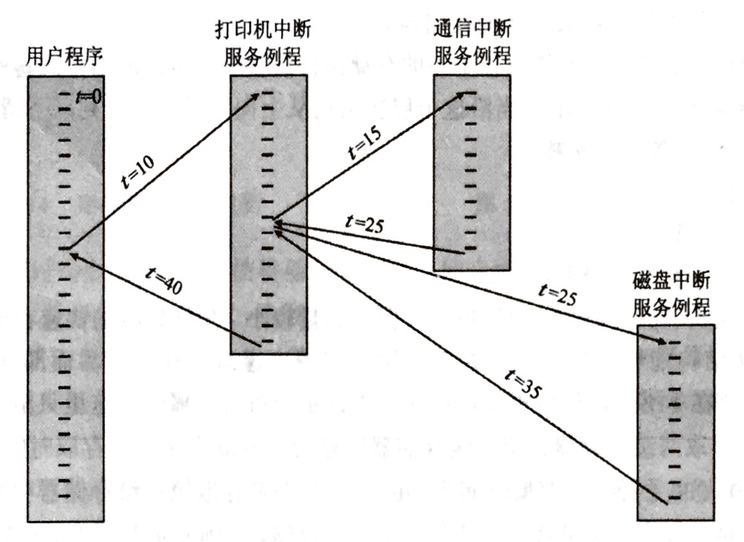 用户程序
打印机中断
服务例程
通信中断
服务例程
磁盘中断
服务例程
t=0
t=10
t=15
t=25
t=40
t=25
t=35